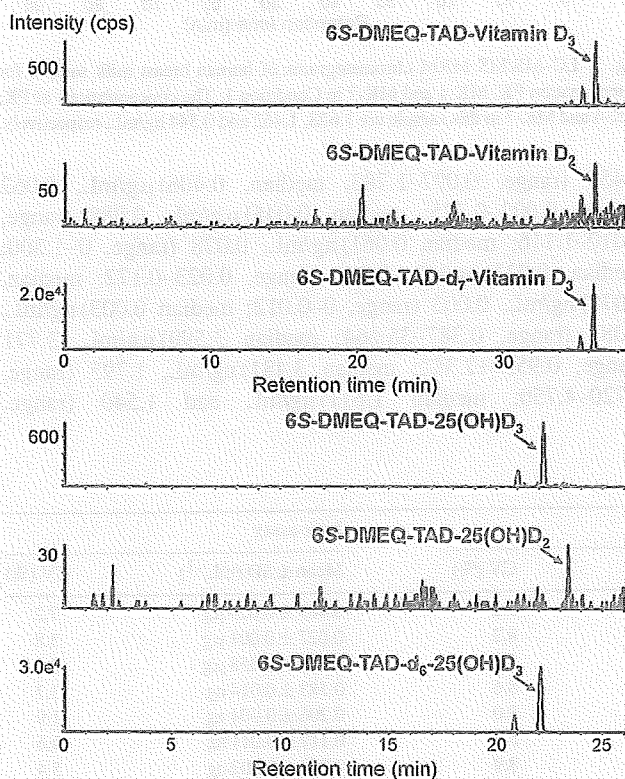 Intensity (cps)
6S-DMEQ-TAD-Vitamin D3
500
6S-DMEQ-TAD-Vitamin D2
50
6S-DMEQ-TAD-d7-Vitamin D3
2.0e4
0 10 20 30
Retention time (min)
6S-DMEQ-TAD-25(OH)D3
600
6S-DMEQ-TAD-25(OH)D2
30
6S-DMEQ-TAD-d6-25(OH)D3
3.0e4
0 5 10 15 20 25
Retention time (min)